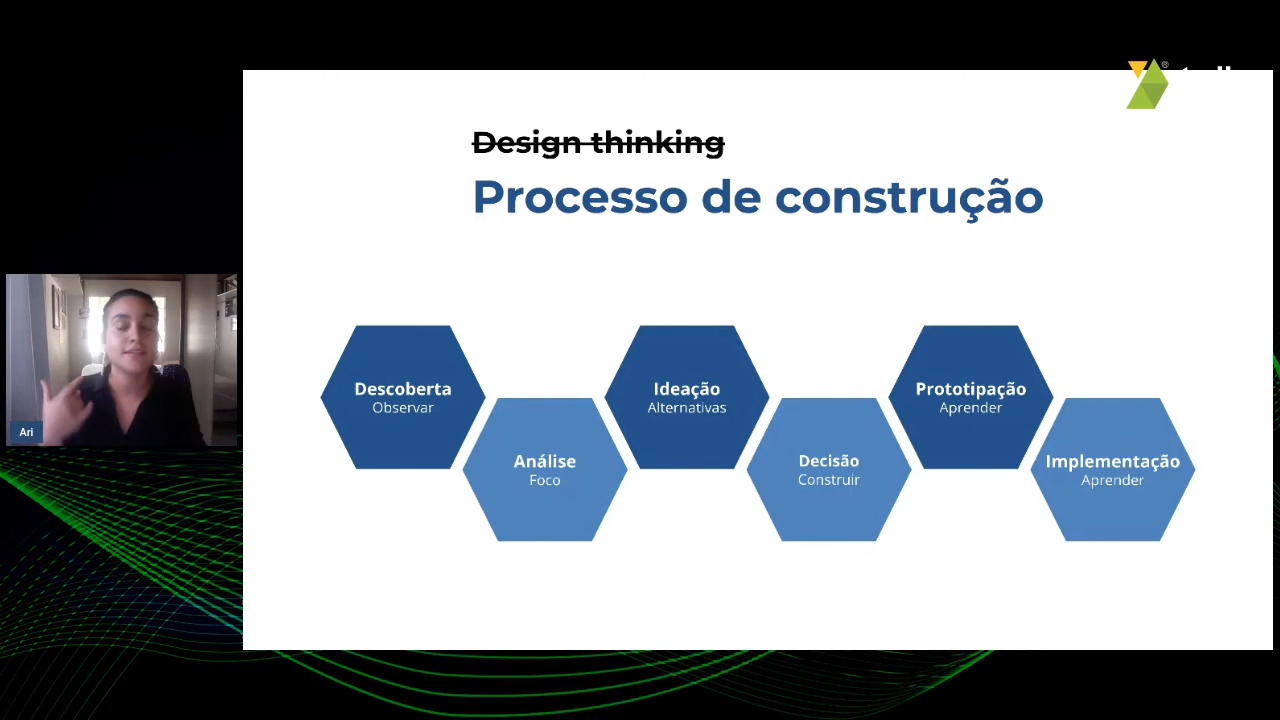 ®
Design thinking
Processo de construção
Descoberta
Observar
Análise
Foco
Ideação
Alternativas
Decisão
Construir
Prototipação
Aprender
Implementação
Aprender
Ari